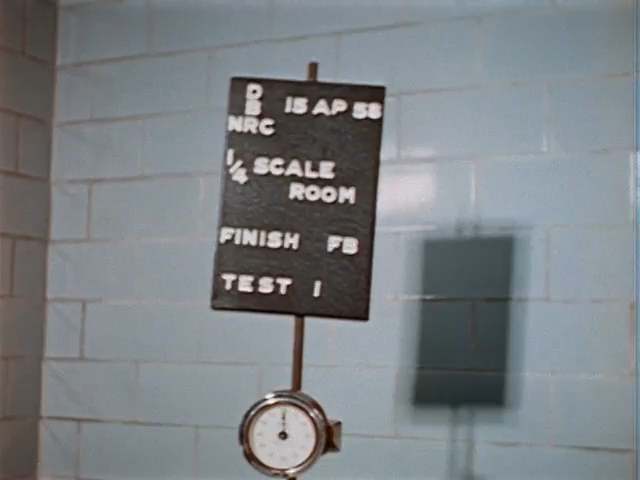 D
B 15 AP 58
NRC
1/4 SCALE
ROOM
FINISH FB
TEST 1